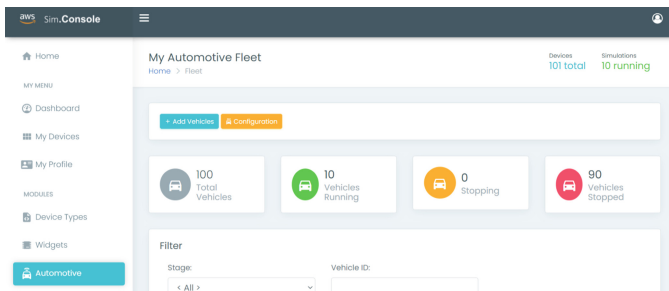 aws Sim.Console
Home
MY MENU
Dashboard
My Devices
My Profile
MODULES
Device Types
Widgets
Automotive
My Automotive Fleet
Home > Fleet
Devices
101 total
Simulations
10 running
+ Add Vehicles
Configuration
100
Total
Vehicles
10
Vehicles
Running
0
Stopping
90
Vehicles
Stopped
Filter
Stage:
< All >
Vehicle ID: